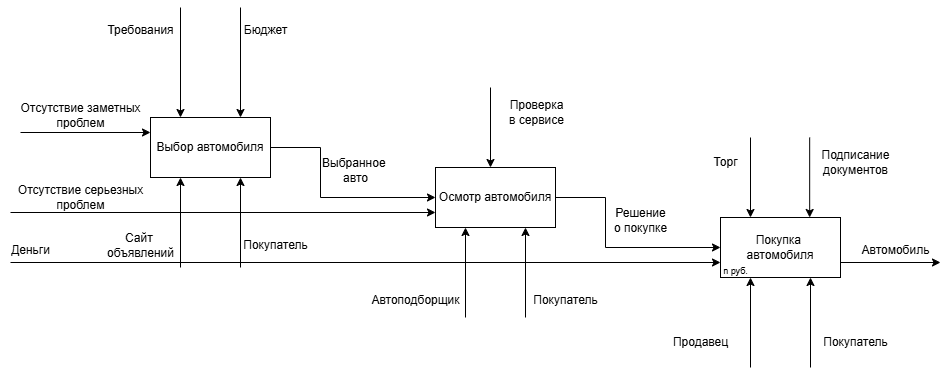 Требования
Бюджет
Отсутствие заметных
проблем
Выбор автомобиля
Проверка
в сервисе
Выбранное
авто
Отсутствие серьезных
проблем
Осмотр автомобиля
Торг
Подписание
документов
Деньги
Сайт
объявлений
Покупатель
Решение
о покупке
Покупка
автомобиля
n руб.
Автомобиль
Автоподборщик
Покупатель
Продавец
Покупатель